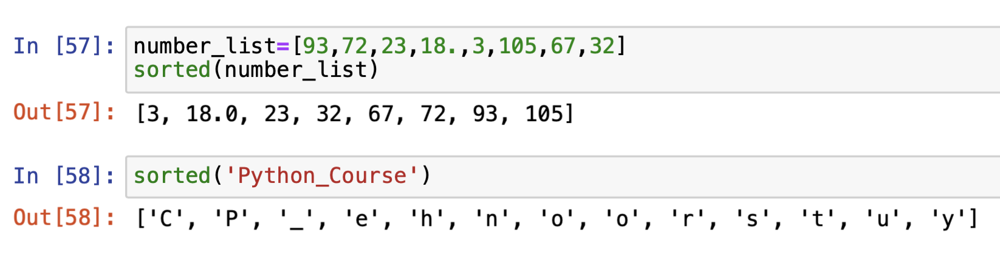 In [57]: number_list=[93,72,23,18.,3,105,67,32]
sorted(number_list)
Out[57]: [3, 18.0, 23, 32, 67, 72, 93, 105]
In [58]: sorted('Python_Course')
Out[58]: ['C', 'P', '_', 'e', 'h', 'n', 'o', 'o', 'r', 's', 't', 'u', 'y']